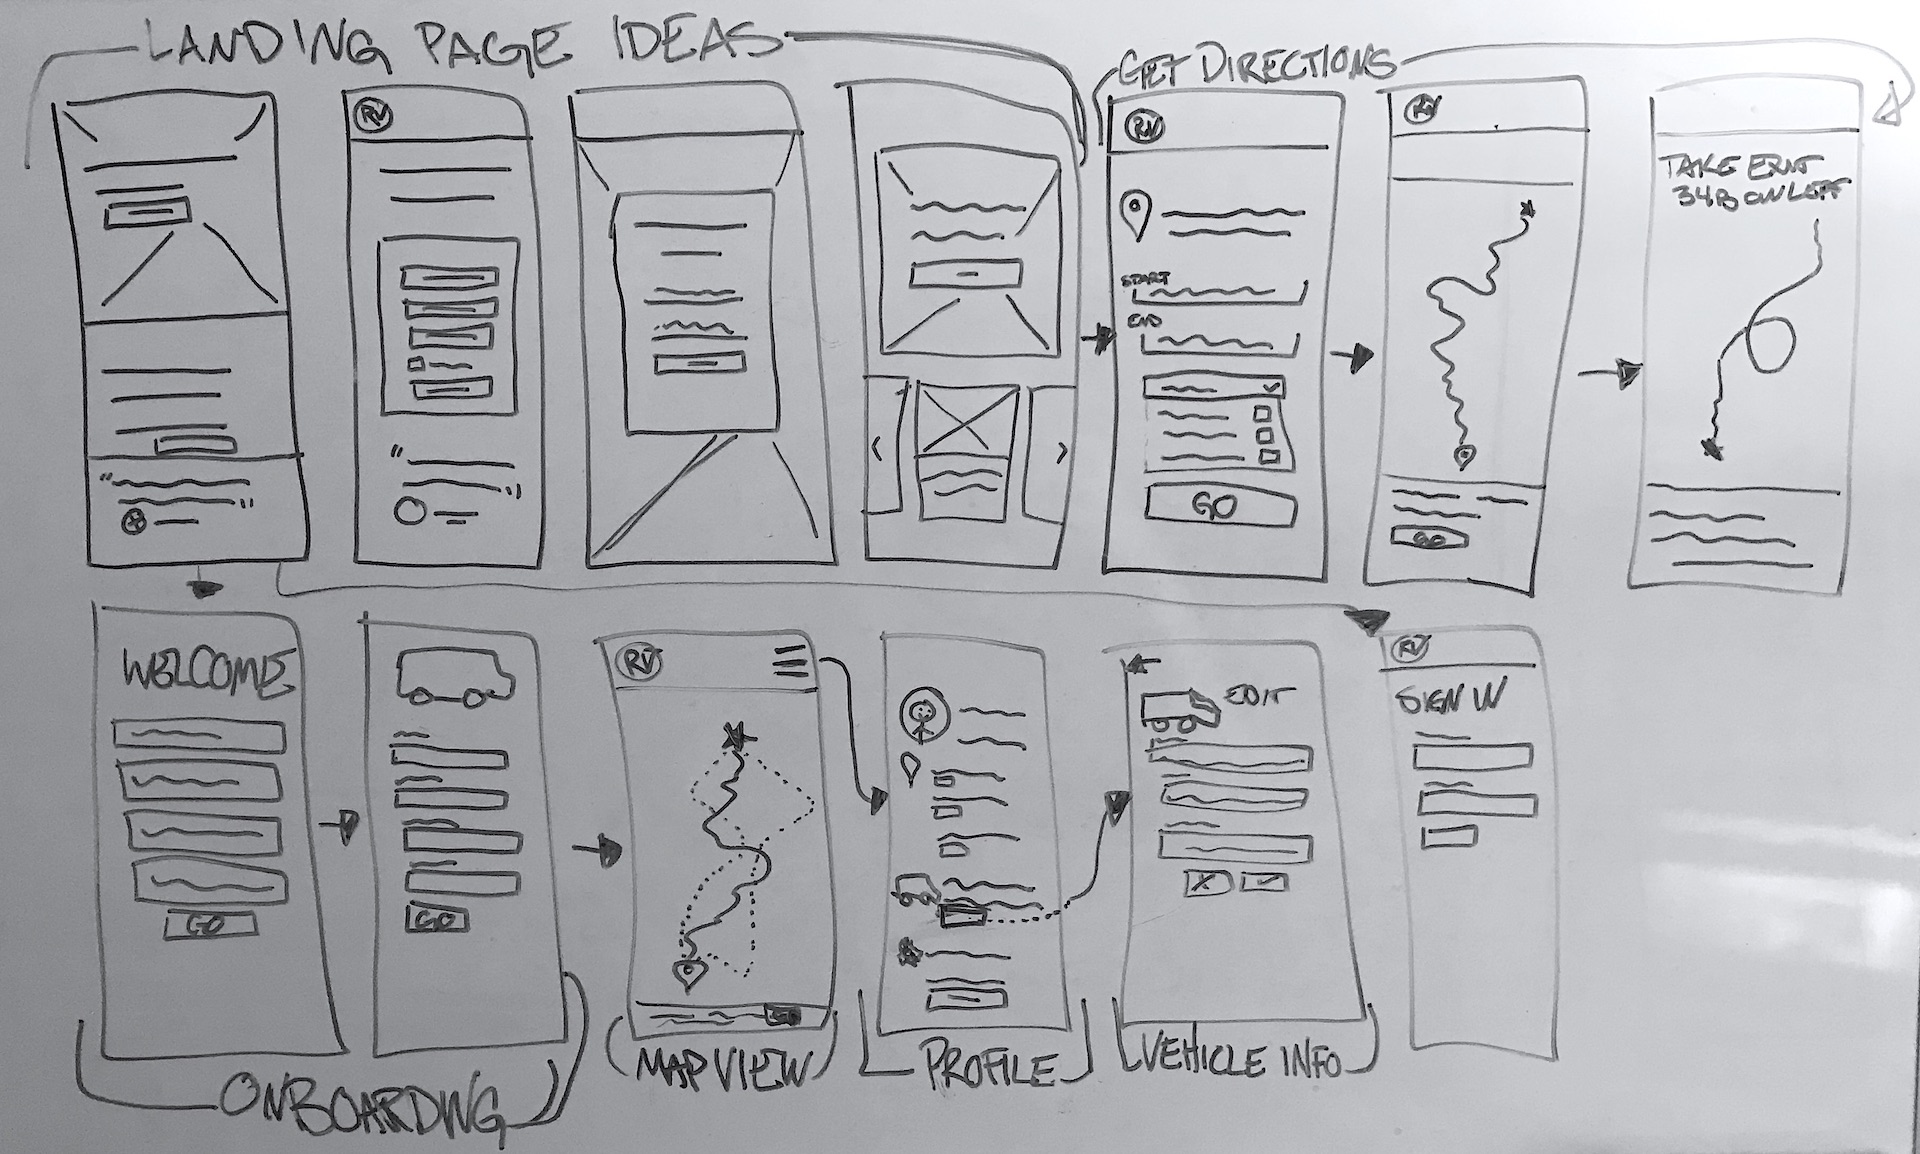 LANDING PAGE IDEAS
GET DIRECTIONS
RV
RV
RV
TAKE EXIT
34B ON LEFT
START
END
GO
GO
WELCOME
GO
GO
RV
EDIT
RV
SIGN IN
ONBOARDING
MAP VIEW
PROFILE
VEHICLE INFO